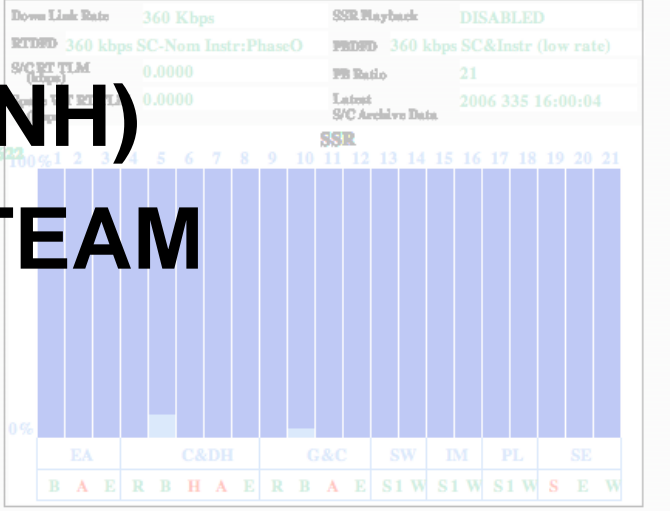 Down Link Rate 360 Kbps SSR Playback DISABLED
RTDFD 360 kbps SC-Nom Instr:PhaseO PBDFD 360 kbps SC&Instr (low rate)
S/C RT TLM (kbps) 0.0000 PB Ratio 21
0.0000 Latest S/C Archive Data 2006 335 16:00:04
NH)
SSR
100% 1 2 3 4 5 6 7 8 9 10 11 12 13 14 15 16 17 18 19 20 21
TEAM
0%
EA C&DH G&C SW IM PL SE
B A E R B H A E R B A E S1 W S1 W S1 W S E W